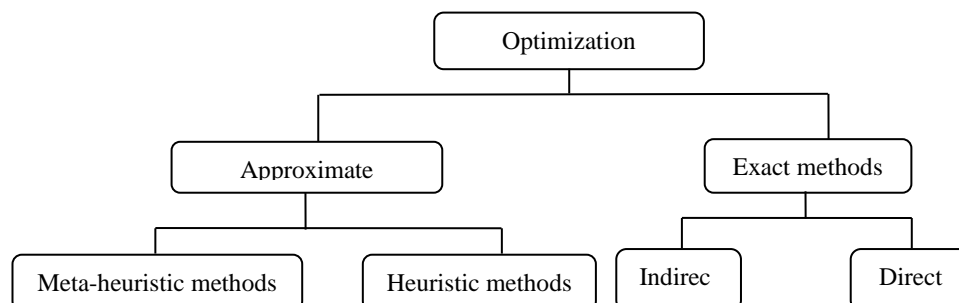 Optimization
Approximate
Exact methods
Meta-heuristic methods
Heuristic methods
Indirec
Direct